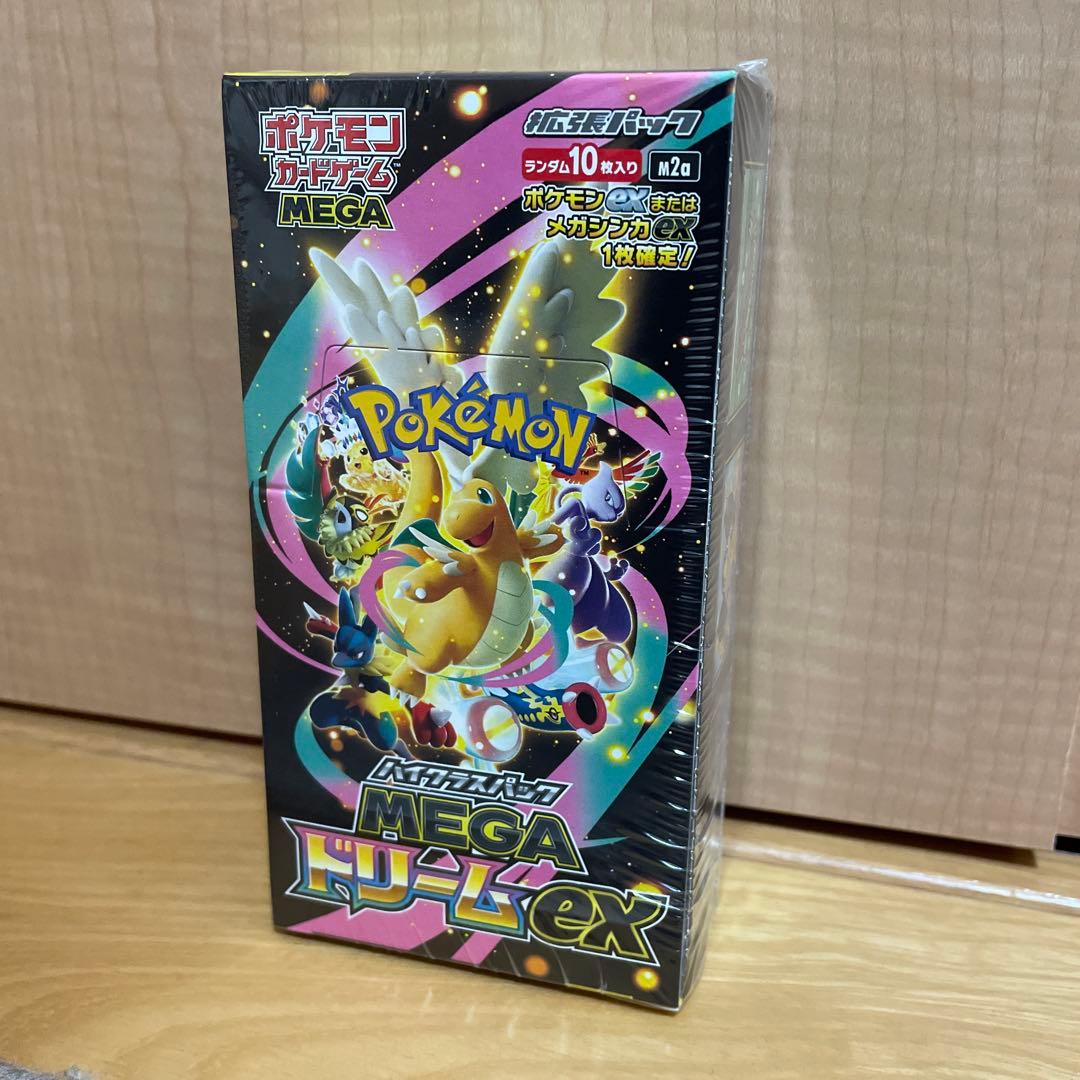 ポケモン
カードゲーム™
MEGA
拡張パック
ランダム10枚入り M2a
ポケモンexまたは
メガシンカex
1枚確定!
POKÉMON
TM
ハイクラスパック
MEGA
ドリームex